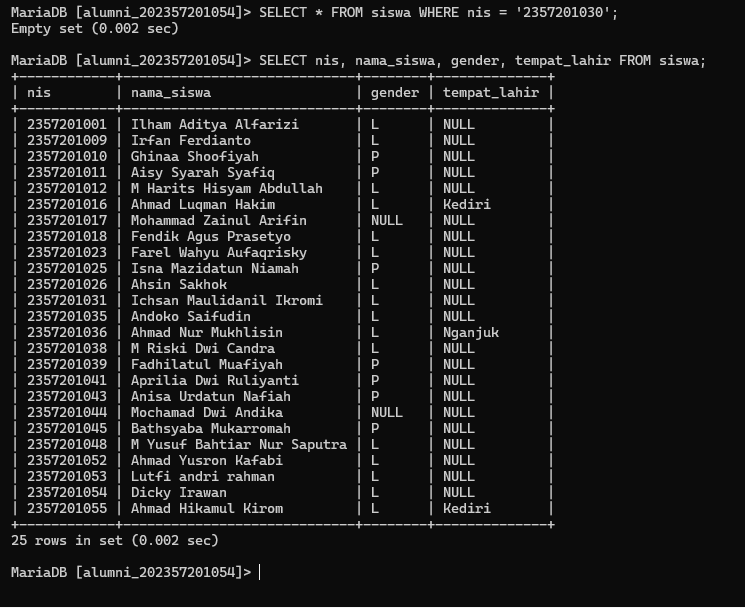 MariaDB [alumni_202357201054]> SELECT * FROM siswa WHERE nis = '2357201030';
Empty set (0.002 sec)
MariaDB [alumni_202357201054]> SELECT nis, nama_siswa, gender, tempat_lahir FROM siswa;
+------------+-----------------------------+--------+--------------+
| nis        | nama_siswa                  | gender | tempat_lahir |
+------------+-----------------------------+--------+--------------+
| 2357201001 | Ilham Aditya Alfarizi       | L      | NULL         |
| 2357201009 | Irfan Ferdianto             | L      | NULL         |
| 2357201010 | Ghinaa Shoofiyah            | P      | NULL         |
| 2357201011 | Aisy Syarah Syafiq          | P      | NULL         |
| 2357201012 | M Harits Hisyam Abdullah    | L      | NULL         |
| 2357201016 | Ahmad Luqman Hakim          | L      | Kediri       |
| 2357201017 | Mohammad Zainul Arifin      | NULL   | NULL         |
| 2357201018 | Fendik Agus Prasetyo        | L      | NULL         |
| 2357201023 | Farel Wahyu Aufaqrisky      | L      | NULL         |
| 2357201025 | Isna Mazidatun Niamah       | P      | NULL         |
| 2357201026 | Ahsin Sakhok                | L      | NULL         |
| 2357201031 | Ichsan Maulidanil Ikromi    | L      | NULL         |
| 2357201035 | Andoko Saifudin             | L      | NULL         |
| 2357201036 | Ahmad Nur Mukhlisin         | L      | Nganjuk      |
| 2357201038 | M Riski Dwi Candra          | L      | NULL         |
| 2357201039 | Fadhilatul Muafiyah         | P      | NULL         |
| 2357201041 | Aprilia Dwi Ruliyanti       | P      | NULL         |
| 2357201043 | Anisa Urdatun Nafiah        | P      | NULL         |
| 2357201044 | Mochamad Dwi Andika         | NULL   | NULL         |
| 2357201045 | Bathsyaba Mukarromah        | P      | NULL         |
| 2357201048 | M Yusuf Bahtiar Nur Saputra | L      | NULL         |
| 2357201052 | Ahmad Yusron Kafabi         | L      | NULL         |
| 2357201053 | Lutfi andri rahman          | L      | NULL         |
| 2357201054 | Dicky Irawan                | L      | NULL         |
| 2357201055 | Ahmad Hikamul Kirom         | L      | Kediri       |
+------------+-----------------------------+--------+--------------+
25 rows in set (0.002 sec)
MariaDB [alumni_202357201054]>